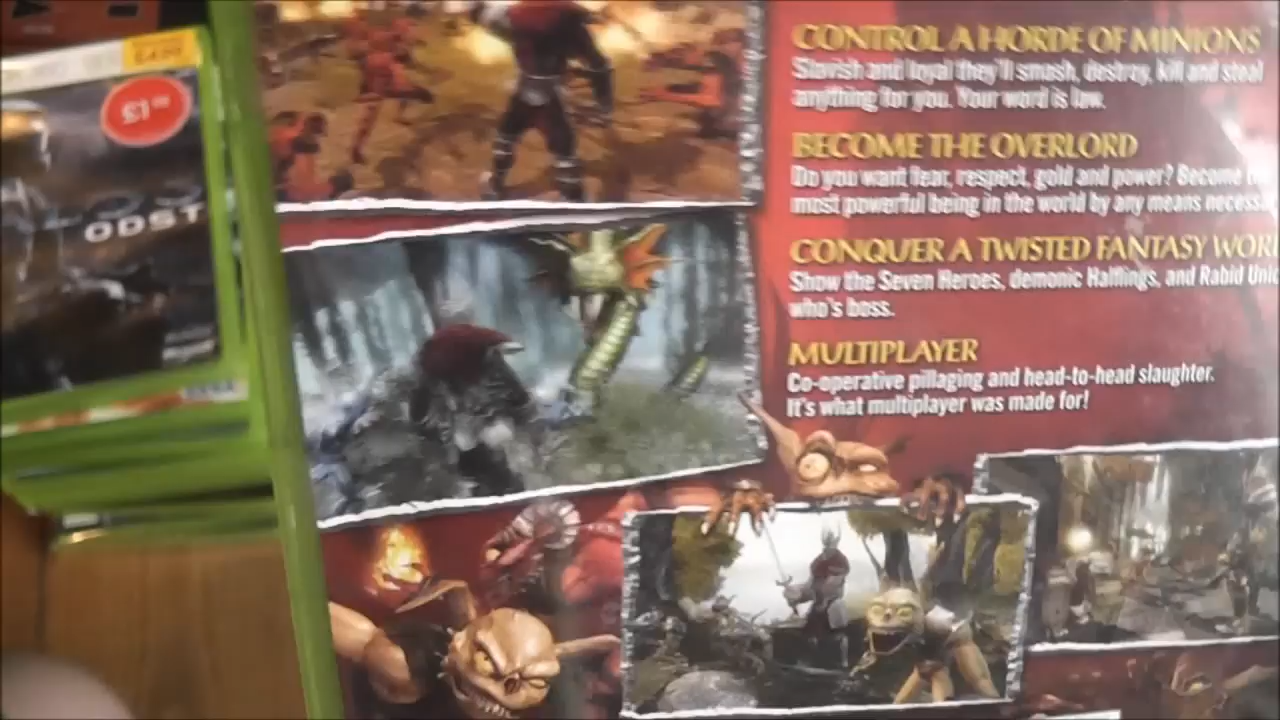 £1
ODST
CONTROL A HORDE OF MINIONS
Slavish and loyal they'll smash, destroy, kill and steal
anything for you. Your word is law.
BECOME THE OVERLORD
Do you want fear, respect, gold and power? Become
most powerful being in the world by any means necess
CONQUER A TWISTED FANTASY WOR
Show the Seven Heroes, demonic Halflings, and Rabid Uni
who's boss.
MULTIPLAYER
Co-operative pillaging and head-to-head slaughter.
It's what multiplayer was made for!